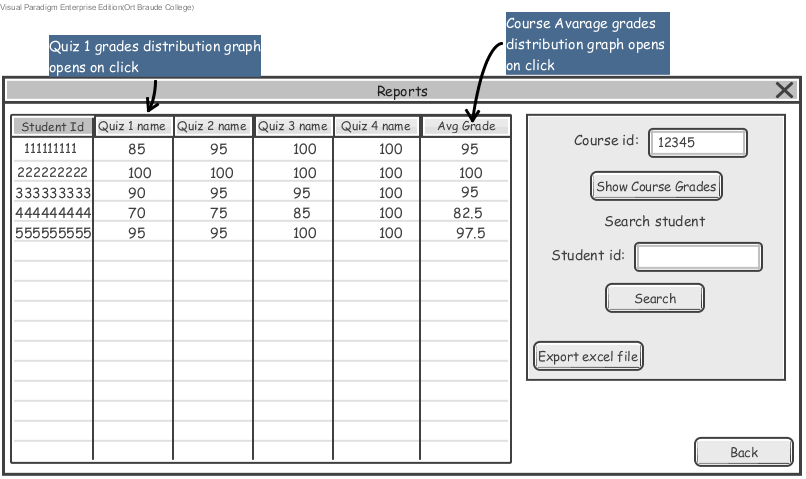 Visual Paradigm Enterprise Edition(Ort Braude College)
Quiz 1 grades distribution graph
opens on click
Course Avarage grades
distribution graph opens
on click
Reports
Student Id Quiz 1 name Quiz 2 name Quiz 3 name Quiz 4 name Avg Grade
111111111 85 95 100 100 95
222222222 100 100 100 100 100
333333333 90 95 95 100 95
444444444 70 75 85 100 82.5
555555555 95 95 100 100 97.5
Course id: 12345
Show Course Grades
Search student
Student id:
Search
Export excel file
Back